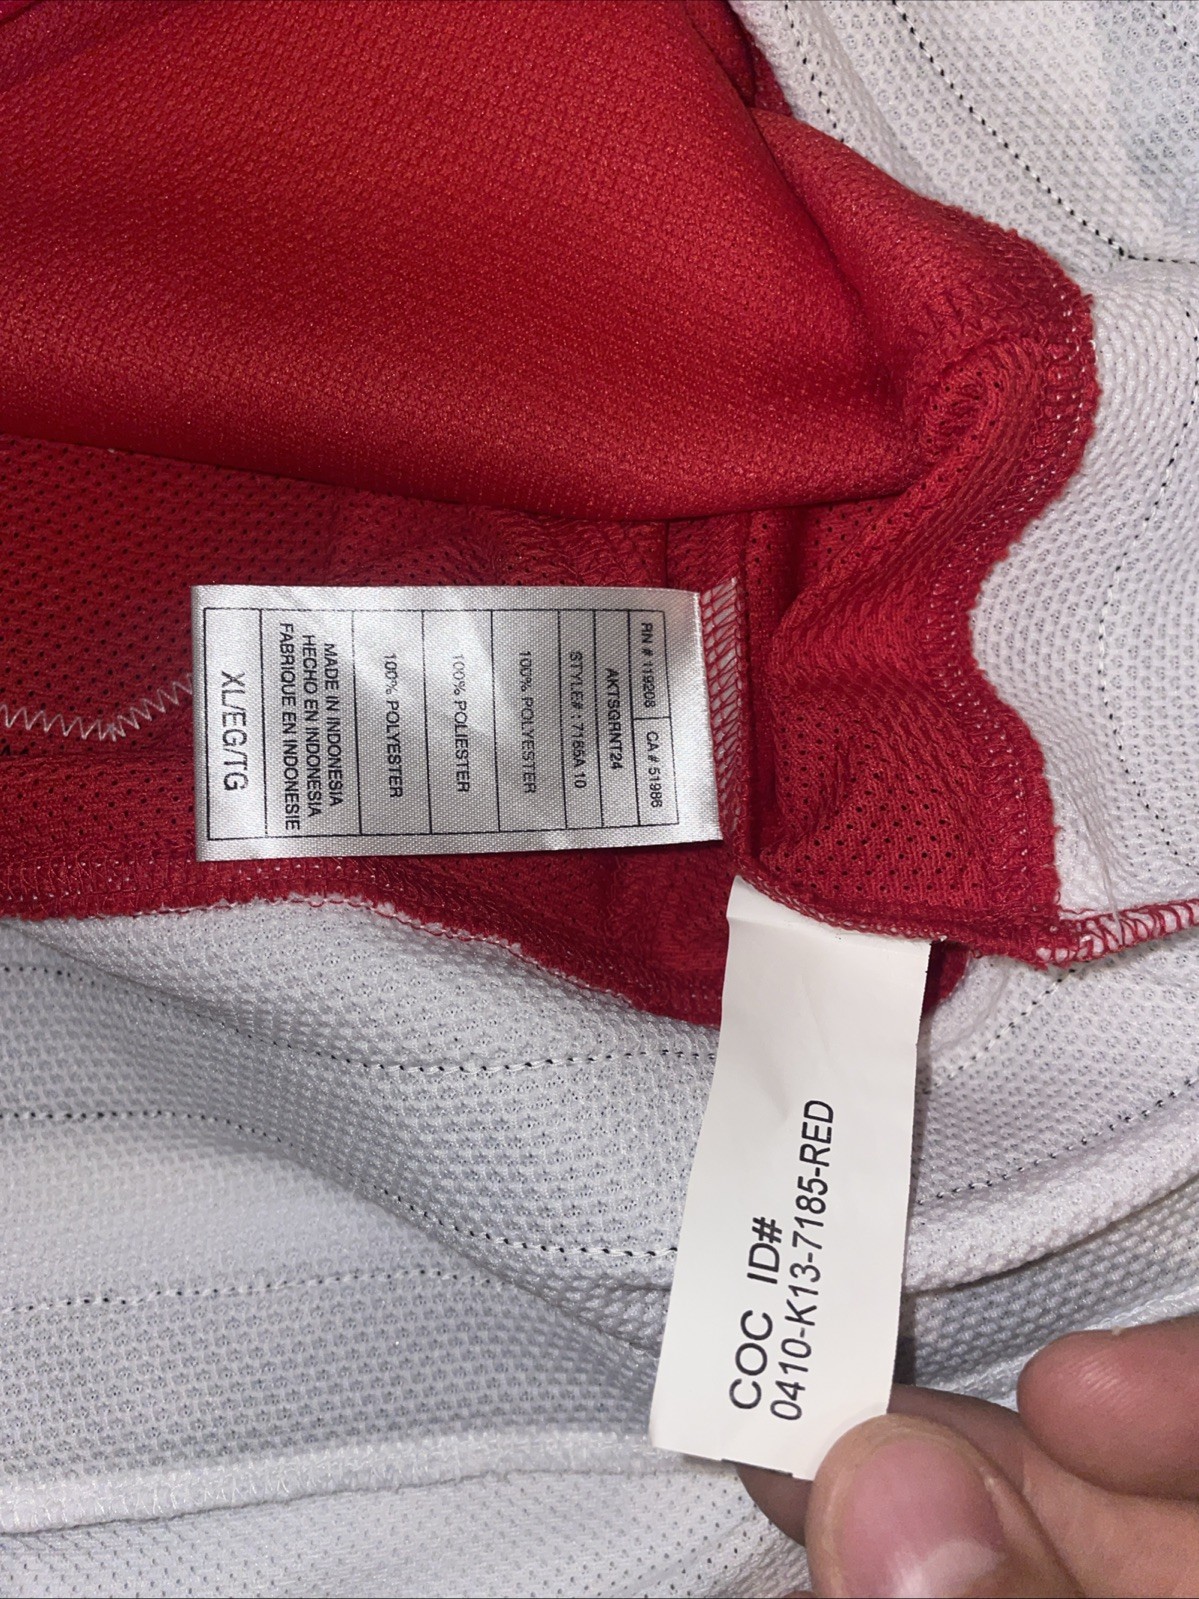 RN # 119208 CA # 51986
AKTSGRNT24
STYLE# : 7185A 10
100% POLYESTER
100% POLIESTER
100% POLYESTER
MADE IN INDONESIA
HECHO EN INDONESIA
FABRIQUE EN INDONESIE
XL/EG/TG
COC ID#
0410-K13-7185-RED